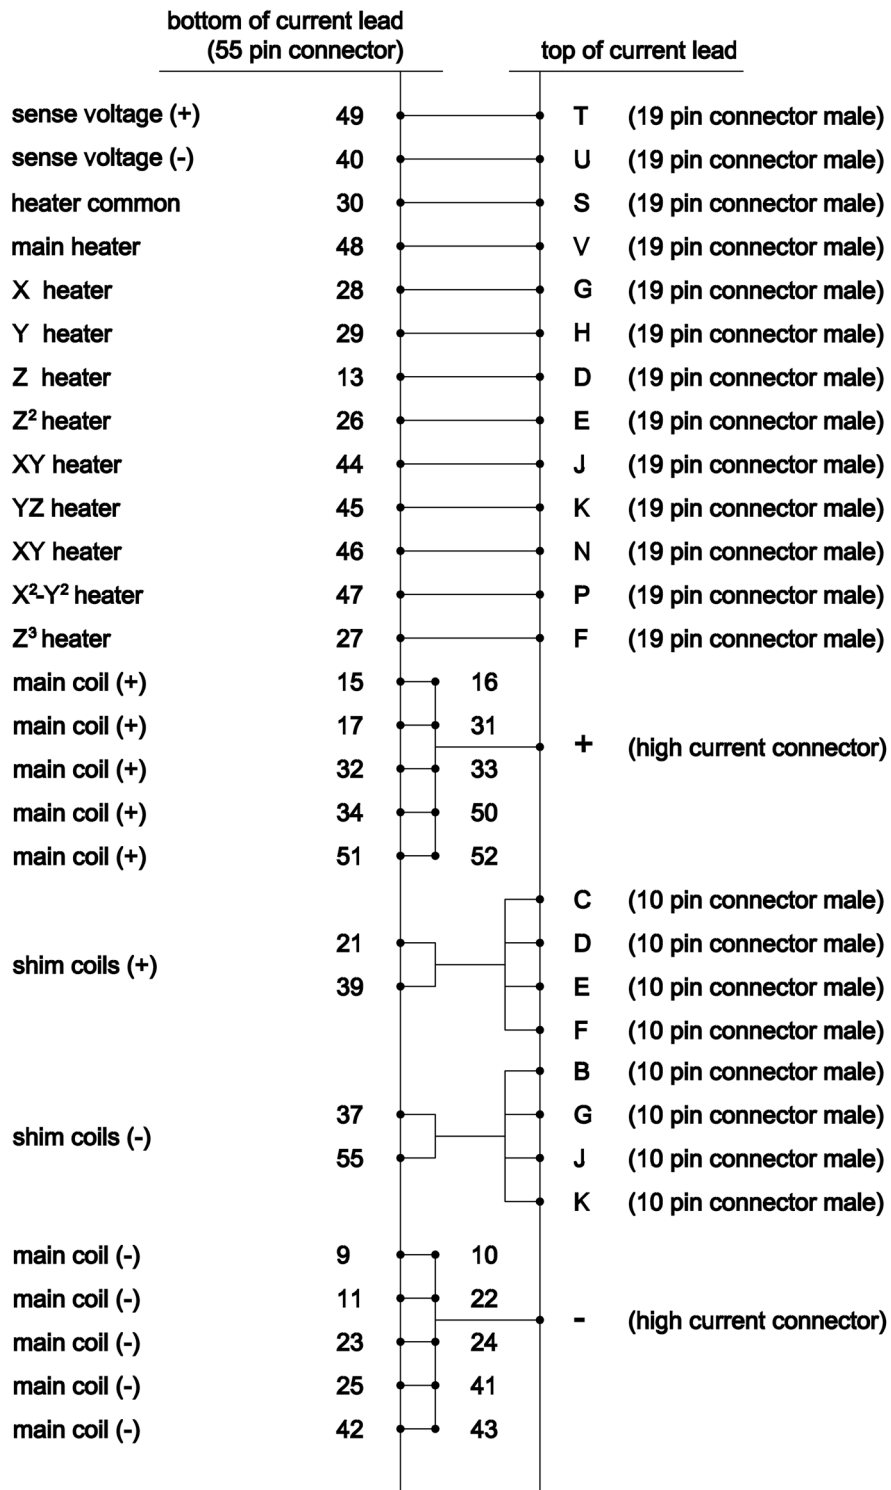 bottom of current lead
(55 pin connector)
top of current lead
sense voltage (+) 49 T (19 pin connector male)
sense voltage (-) 40 U (19 pin connector male)
heater common 30 S (19 pin connector male)
main heater 48 V (19 pin connector male)
X heater 28 G (19 pin connector male)
Y heater 29 H (19 pin connector male)
Z heater 13 D (19 pin connector male)
Z² heater 26 E (19 pin connector male)
XY heater 44 J (19 pin connector male)
YZ heater 45 K (19 pin connector male)
XY heater 46 N (19 pin connector male)
X²-Y² heater 47 P (19 pin connector male)
Z³ heater 27 F (19 pin connector male)
main coil (+) 15 16
main coil (+) 17 31
+ (high current connector)
main coil (+) 32 33
main coil (+) 34 50
main coil (+) 51 52
C (10 pin connector male)
21 D (10 pin connector male)
shim coils (+)
39 E (10 pin connector male)
F (10 pin connector male)
B (10 pin connector male)
37 G (10 pin connector male)
shim coils (-)
55 J (10 pin connector male)
K (10 pin connector male)
main coil (-) 9 10
main coil (-) 11 22
- (high current connector)
main coil (-) 23 24
main coil (-) 25 41
main coil (-) 42 43